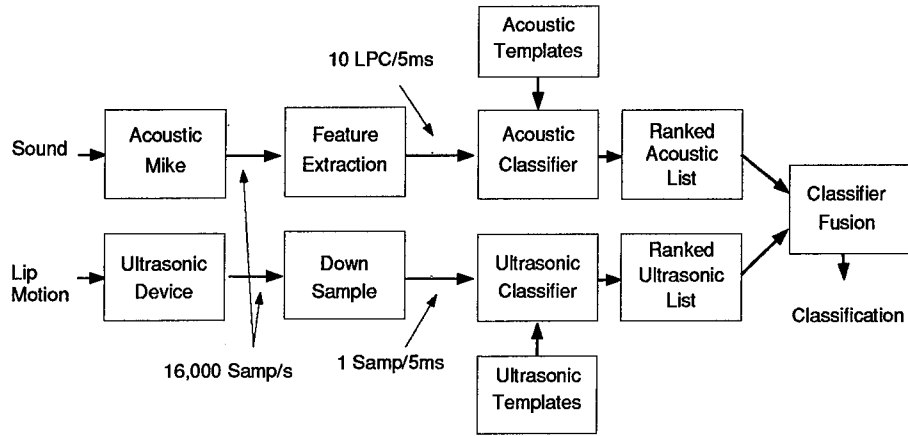 Acoustic
Templates
10 LPC/5ms
Sound
Acoustic
Mike
Feature
Extraction
Acoustic
Classifier
Ranked
Acoustic
List
Classifier
Fusion
Lip
Motion
Ultrasonic
Device
Down
Sample
Ultrasonic
Classifier
Ranked
Ultrasonic
List
Classification
16,000 Samp/s
1 Samp/5ms
Ultrasonic
Templates